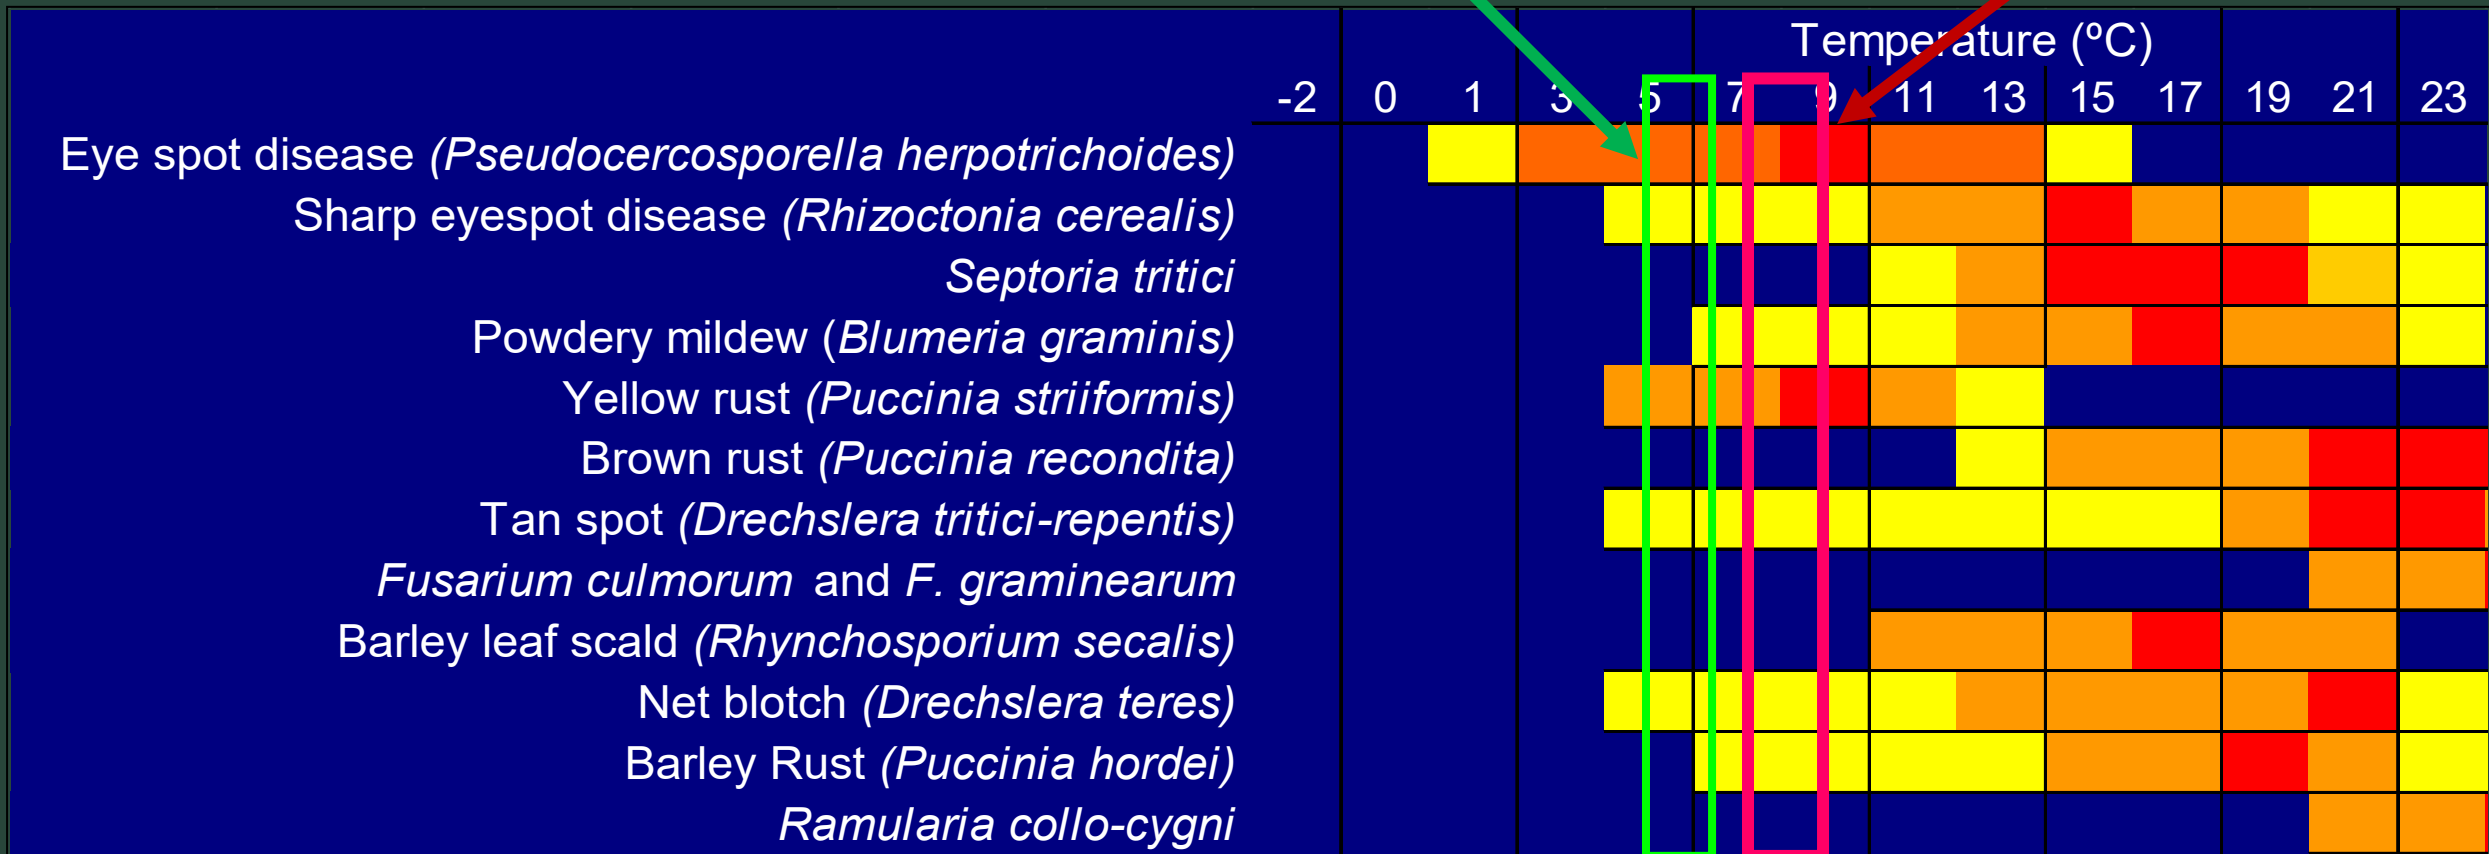 Temperature (ºC)
-2 0 1 3 5 7 9 11 13 15 17 19 21 23
Eye spot disease (Pseudocercosporella herpotrichoides)
Sharp eyespot disease (Rhizoctonia cerealis)
Septoria tritici
Powdery mildew (Blumeria graminis)
Yellow rust (Puccinia striiformis)
Brown rust (Puccinia recondita)
Tan spot (Drechslera tritici-repentis)
Fusarium culmorum and F. graminearum
Barley leaf scald (Rhynchosporium secalis)
Net blotch (Drechslera teres)
Barley Rust (Puccinia hordei)
Ramularia collo-cygni